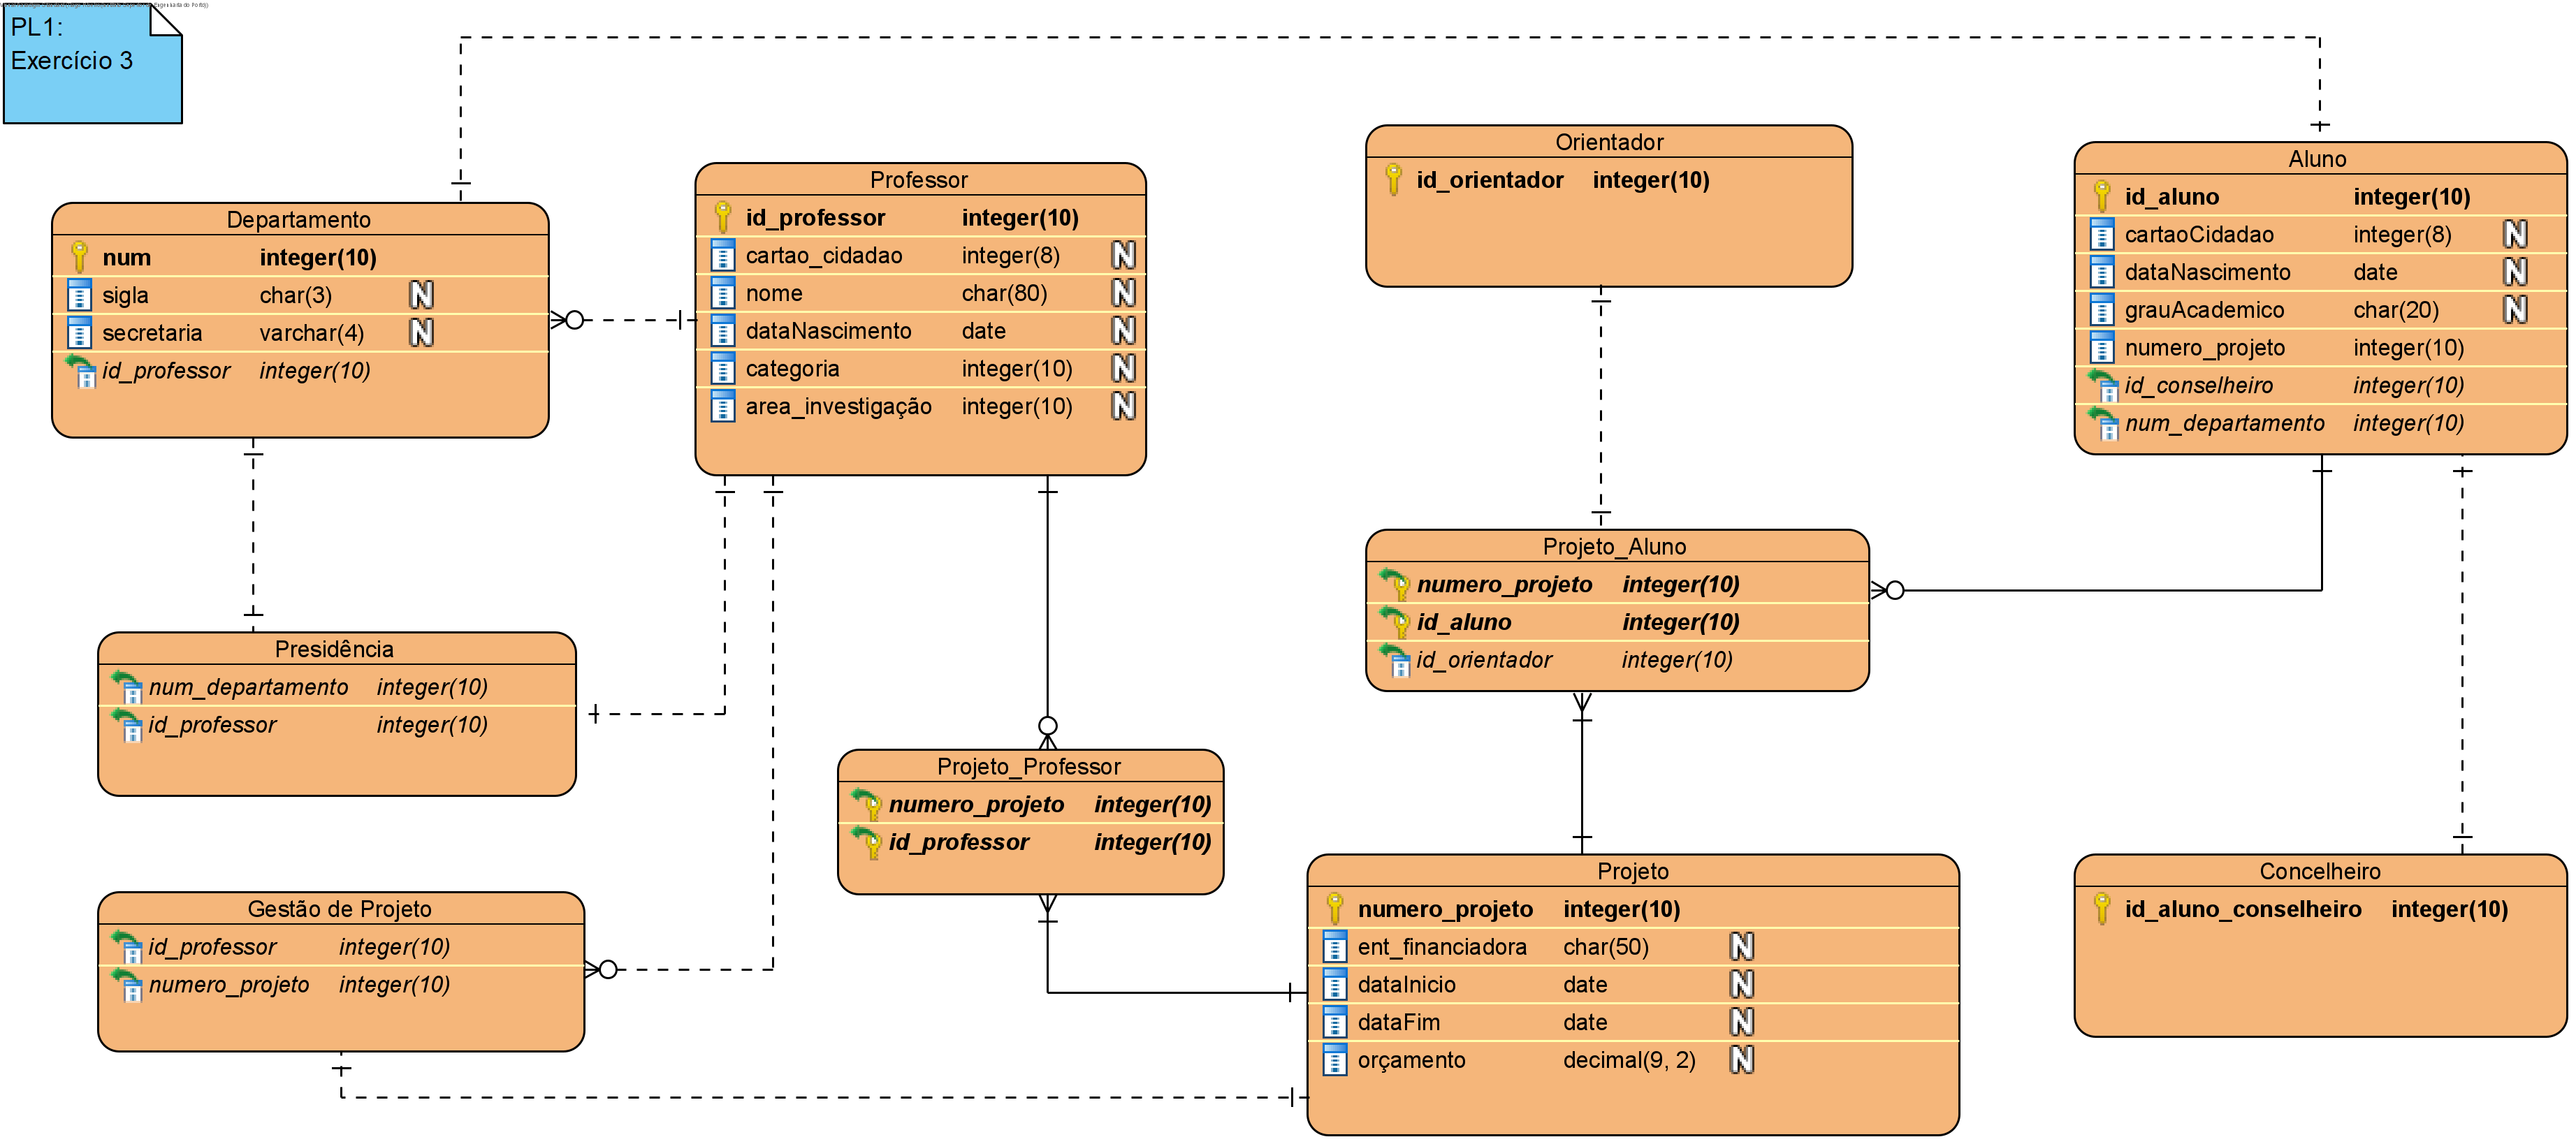 PL1:
Exercício 3
Departamento
num integer(10)
sigla char(3) N
secretaria varchar(4) N
id_professor integer(10)
Professor
id_professor integer(10)
cartao_cidadao integer(8) N
nome char(80) N
dataNascimento date N
categoria integer(10) N
area_investigação integer(10) N
Orientador
id_orientador integer(10)
Aluno
id_aluno integer(10)
cartaoCidadao integer(8) N
dataNascimento date N
grauAcademico char(20) N
numero_projeto integer(10)
id_conselheiro integer(10)
num_departamento integer(10)
Presidência
num_departamento integer(10)
id_professor integer(10)
Projeto_Aluno
numero_projeto integer(10)
id_aluno integer(10)
id_orientador integer(10)
Projeto_Professor
numero_projeto integer(10)
id_professor integer(10)
Gestão de Projeto
id_professor integer(10)
numero_projeto integer(10)
Projeto
numero_projeto integer(10)
ent_financiadora char(50) N
dataInicio date N
dataFim date N
orçamento decimal(9, 2) N
Concelheiro
id_aluno_conselheiro integer(10)